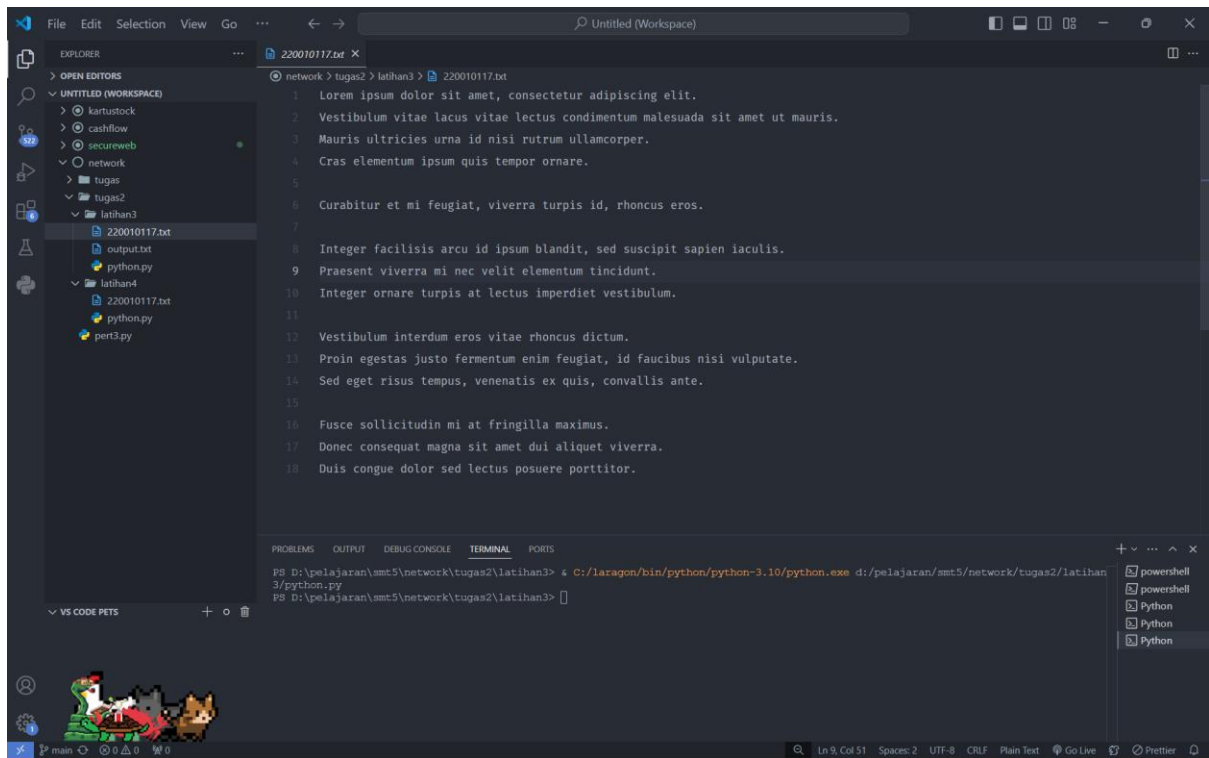 File Edit Selection View Go ··· Untitled (Workspace)
EXPLORER ···
OPEN EDITORS
UNTITLED (WORKSPACE)
kartustock
cashflow
secureweb
network
tugas
tugas2
latihan3
220010117.txt
output.txt
python.py
latihan4
220010117.txt
python.py
pert3.py
522
6
VS CODE PETS
1
220010117.txt
network > tugas2 > latihan3 > 220010117.txt
1 Lorem ipsum dolor sit amet, consectetur adipiscing elit.
2 Vestibulum vitae lacus vitae lectus condimentum malesuada sit amet ut mauris.
3 Mauris ultricies urna id nisi rutrum ullamcorper.
4 Cras elementum ipsum quis tempor ornare.
5
6 Curabitur et mi feugiat, viverra turpis id, rhoncus eros.
7
8 Integer facilisis arcu id ipsum blandit, sed suscipit sapien iaculis.
9 Praesent viverra mi nec velit elementum tincidunt.
10 Integer ornare turpis at lectus imperdiet vestibulum.
11
12 Vestibulum interdum eros vitae rhoncus dictum.
13 Proin egestas justo fermentum enim feugiat, id faucibus nisi vulputate.
14 Sed eget risus tempus, venenatis ex quis, convallis ante.
15
16 Fusce sollicitudin mi at fringilla maximus.
17 Donec consequat magna sit amet dui aliquet viverra.
18 Duis congue dolor sed lectus posuere porttitor.
PROBLEMS OUTPUT DEBUG CONSOLE TERMINAL PORTS
PS D:\pelajaran\smt5\network\tugas2\latihan3> & C:/laragon/bin/python/python-3.10/python.exe d:/pelajaran/smt5/network/tugas2/latihan
3/python.py
PS D:\pelajaran\smt5\network\tugas2\latihan3>
powershell
powershell
Python
Python
Python
main 0 0 0 Ln 9, Col 51 Spaces: 2 UTF-8 CRLF Plain Text Go Live Prettier